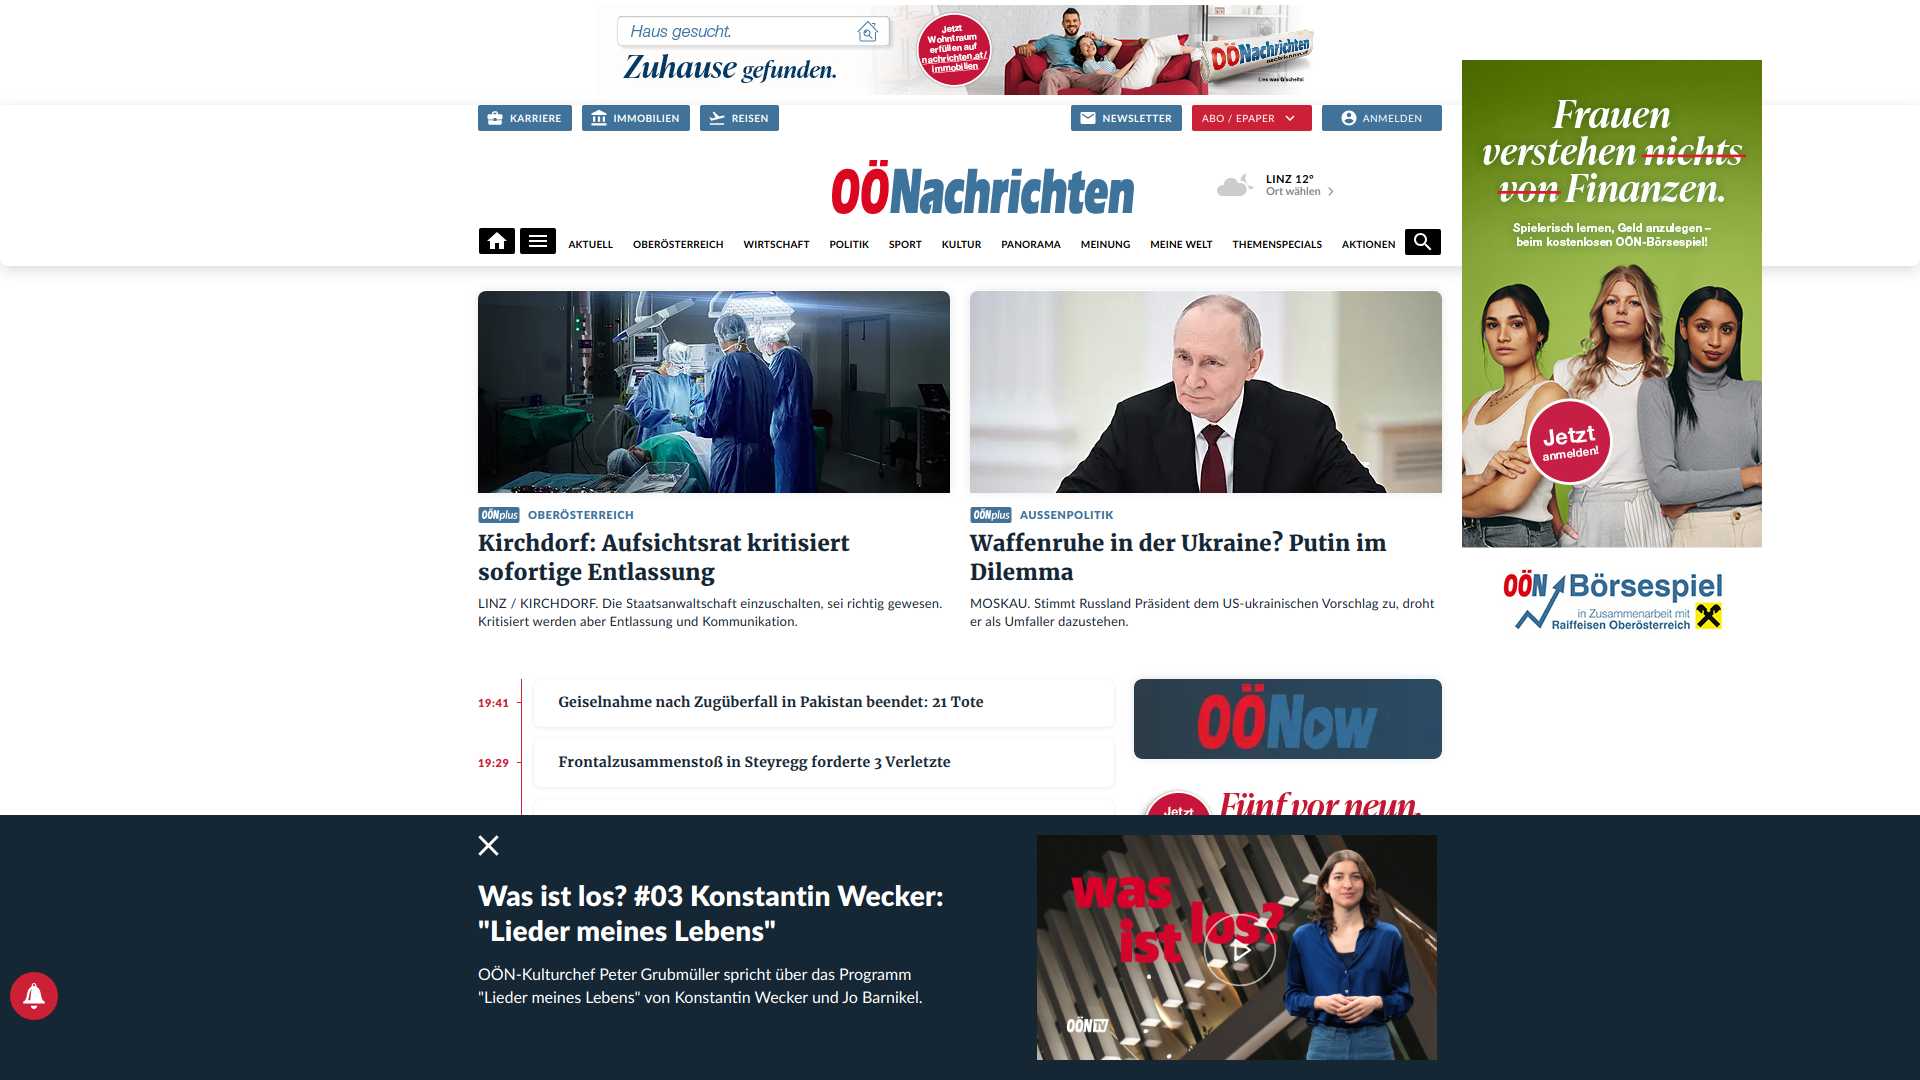 Haus gesucht.
Zuhause gefunden.
Jetzt
Wohntraum
erfüllen auf
nachrichten.at/
immobilien
OÖNachrichten
Lies was G'scheits!
KARRIERE
IMMOBILIEN
REISEN
NEWSLETTER
ABO / EPAPER
ANMELDEN
OÖNachrichten
LINZ 12°
Ort wählen
AKTUELL
OBERÖSTERREICH
WIRTSCHAFT
POLITIK
SPORT
KULTUR
PANORAMA
MEINUNG
MEINE WELT
THEMENSPECIALS
AKTIONEN
Frauen
verstehen nichts
von Finanzen.
Spielerisch lernen, Geld anzulegen –
beim kostenlosen OÖN-Börsespiel!
Jetzt
anmelden!
OÖN Börsespiel
in Zusammenarbeit mit
Raiffeisen Oberösterreich
OÖNplus OBERÖSTERREICH
Kirchdorf: Aufsichtsrat kritisiert
sofortige Entlassung
LINZ / KIRCHDORF. Die Staatsanwaltschaft einzuschalten, sei richtig gewesen.
Kritisiert werden aber Entlassung und Kommunikation.
OÖNplus AUSSENPOLITIK
Waffenruhe in der Ukraine? Putin im
Dilemma
MOSKAU. Stimmt Russland Präsident dem US-ukrainischen Vorschlag zu, droht
er als Umfaller dazustehen.
19:41 Geiselnahme nach Zugüberfall in Pakistan beendet: 21 Tote
19:29 Frontalzusammenstoß in Steyregg forderte 3 Verletzte
OÖNow
Jetzt
Fünf vor neun.
Was ist los? #03 Konstantin Wecker:
"Lieder meines Lebens"
OÖN-Kulturchef Peter Grubmüller spricht über das Programm
"Lieder meines Lebens" von Konstantin Wecker und Jo Barnikel.
was
ist los?
OÖN TV